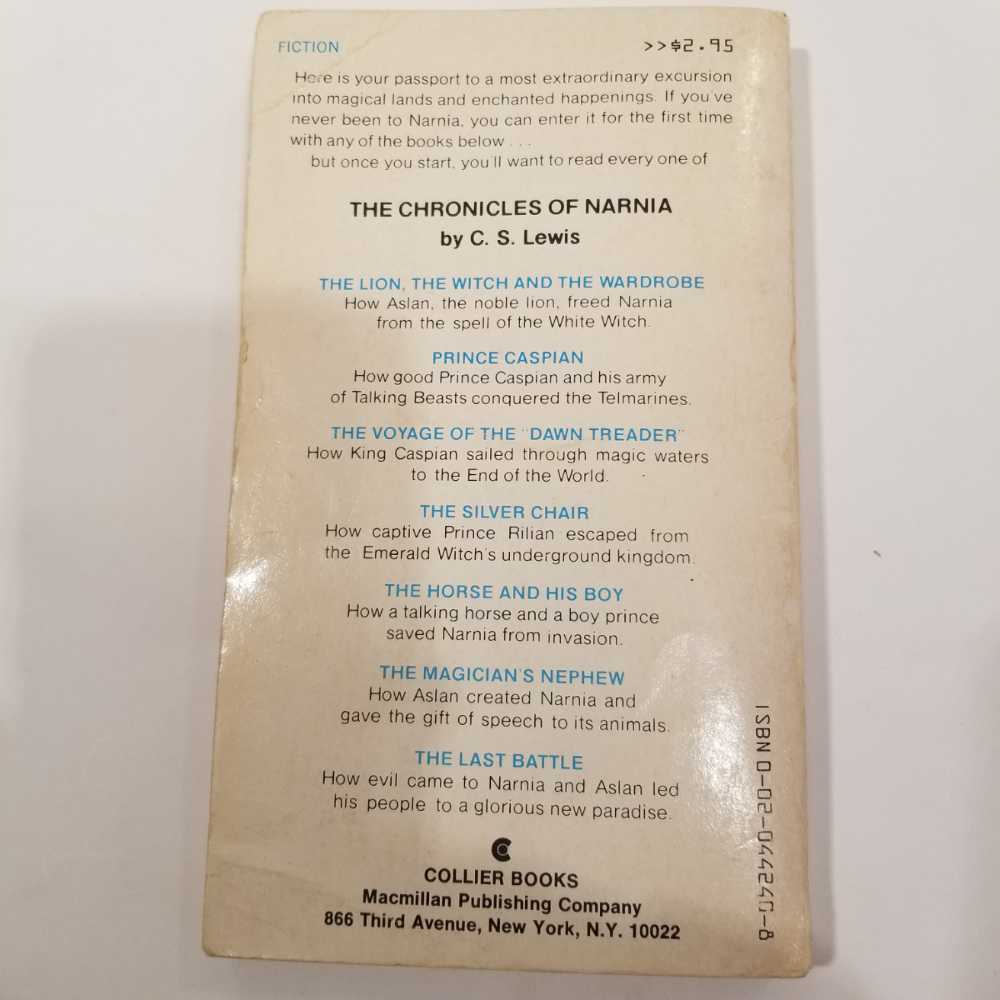 FICTION
>>$2.95
Here is your passport to a most extraordinary excursion
into magical lands and enchanted happenings. If you've
never been to Narnia, you can enter it for the first time
with any of the books below . . .
but once you start, you'll want to read every one of
THE CHRONICLES OF NARNIA
by C. S. Lewis
THE LION, THE WITCH AND THE WARDROBE
How Aslan, the noble lion, freed Narnia
from the spell of the White Witch.
PRINCE CASPIAN
How good Prince Caspian and his army
of Talking Beasts conquered the Telmarines.
THE VOYAGE OF THE "DAWN TREADER"
How King Caspian sailed through magic waters
to the End of the World.
THE SILVER CHAIR
How captive Prince Rilian escaped from
the Emerald Witch's underground kingdom.
THE HORSE AND HIS BOY
How a talking horse and a boy prince
saved Narnia from invasion.
THE MAGICIAN'S NEPHEW
How Aslan created Narnia and
gave the gift of speech to its animals.
THE LAST BATTLE
How evil came to Narnia and Aslan led
his people to a glorious new paradise.
COLLIER BOOKS
Macmillan Publishing Company
866 Third Avenue, New York, N.Y. 10022
ISBN 0-02-044240-8